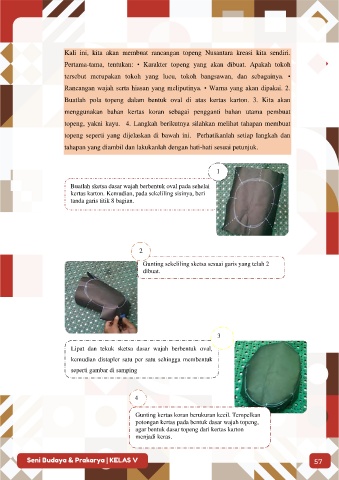 Kali ini, kita akan membuat rancangan topeng Nusantara kreasi kita sendiri.
Pertama-tama, tentukan: • Karakter topeng yang akan dibuat. Apakah tokoh
tersebut merupakan tokoh yang lucu, tokoh bangsawan, dan sebagainya. •
Rancangan wajah serta hiasan yang meliputinya. • Warna yang akan dipakai. 2.
Buatlah pola topeng dalam bentuk oval di atas kertas karton. 3. Kita akan
menggunakan bahan kertas koran sebagai pengganti bahan utama pembuat
topeng, yakni kayu. 4. Langkah berikutnya silahkan melihat tahapan membuat
topeng seperti yang dijelaskan di bawah ini. Perhatikanlah setiap langkah dan
tahapan yang diambil dan lakukanlah dengan hati-hati sesuai petunjuk.
1
Buatlah sketsa dasar wajah berbentuk oval pada sehelai
kertas karton. Kemudian, pada sekeliling sisinya, beri
tanda garis titik 8 bagian.
2
Gunting sekeliling sketsa sesuai garis yang telah 2
dibuat.
3
Lipat dan tekuk sketsa dasar wajah berbentuk oval,
kemudian distapler satu per satu sehingga membentuk
seperti gambar di samping
4
Gunting kertas koran berukuran kecil. Tempelkan
potongan kertas pada bentuk dasar wajah topeng,
agar bentuk dasar topeng dari kertas karton
menjadi keras.
Seni Budaya & Prakarya | KELAS V
57